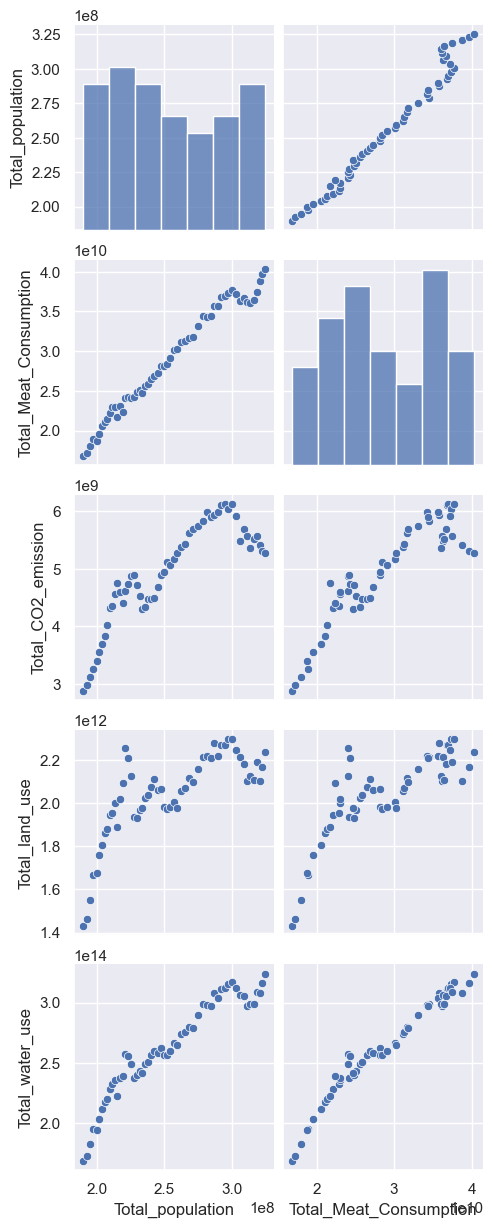 1e8
3.25
3.00
2.75
2.50
2.25
2.00
Total_population
1e10
4.0
3.5
3.0
2.5
2.0
Total_Meat_Consumption
1e9
6
5
4
3
Total_CO2_emission
1e12
2.2
2.0
1.8
1.6
1.4
Total_land_use
1e14
3.0
2.5
2.0
Total_water_use
2.0 2.5 3.0 2 3 4
Total_population 1e8 Total_Meat_Consumption 1e10